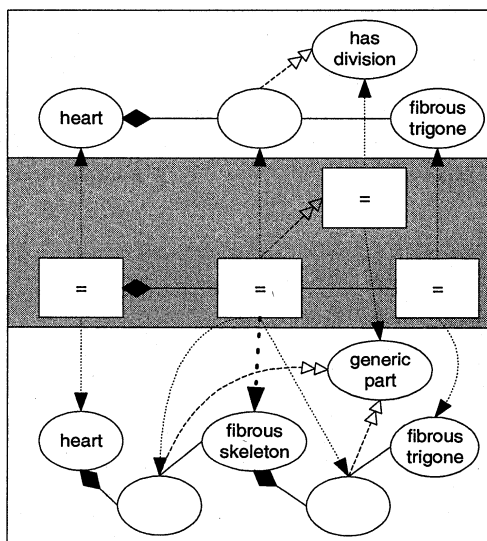 has
division
heart
fibrous
trigone
=
=
=
=
generic
part
heart
fibrous
skeleton
fibrous
trigone